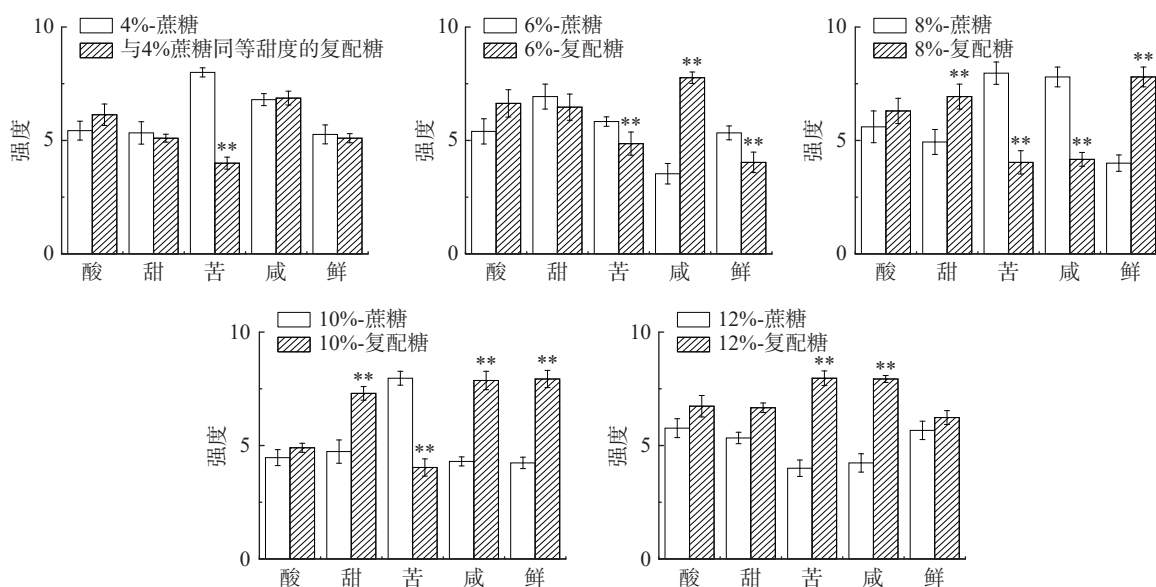 10
5
0
强度
4%-蔗糖
与4%蔗糖同等甜度的复配糖
**
酸 甜 苦 咸 鲜
10
5
0
强度
6%-蔗糖
6%-复配糖
** ** **
酸 甜 苦 咸 鲜
10
5
0
强度
8%-蔗糖
8%-复配糖
** ** ** **
酸 甜 苦 咸 鲜
10
5
0
强度
10%-蔗糖
10%-复配糖
** ** ** **
酸 甜 苦 咸 鲜
10
5
0
强度
12%-蔗糖
12%-复配糖
** **
酸 甜 苦 咸 鲜